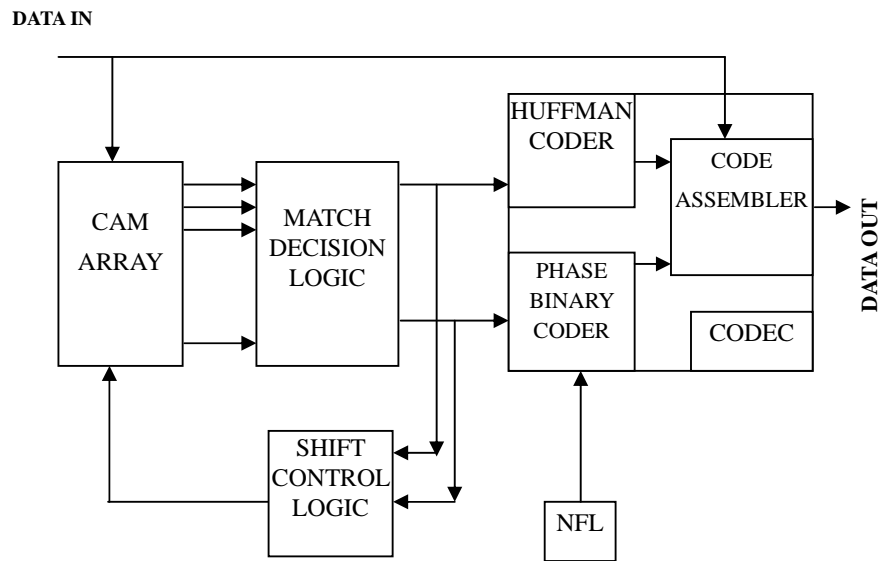 DATA IN
HUFFMAN
CODER
CODE
ASSEMBLER
DATA OUT
CAM
ARRAY
MATCH
DECISION
LOGIC
PHASE
BINARY
CODER
CODEC
SHIFT
CONTROL
LOGIC
NFL